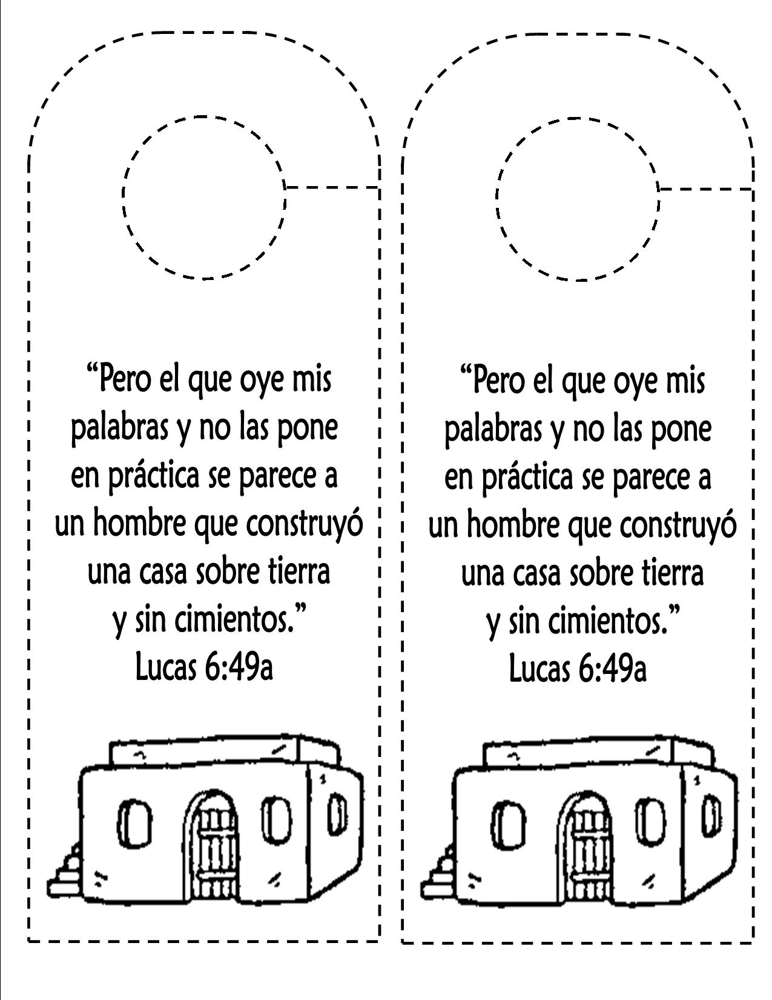 “Pero el que oye mis
palabras y no las pone
en práctica se parece a
un hombre que construyó
una casa sobre tierra
y sin cimientos.”
Lucas 6:49a
“Pero el que oye mis
palabras y no las pone
en práctica se parece a
un hombre que construyó
una casa sobre tierra
y sin cimientos.”
Lucas 6:49a